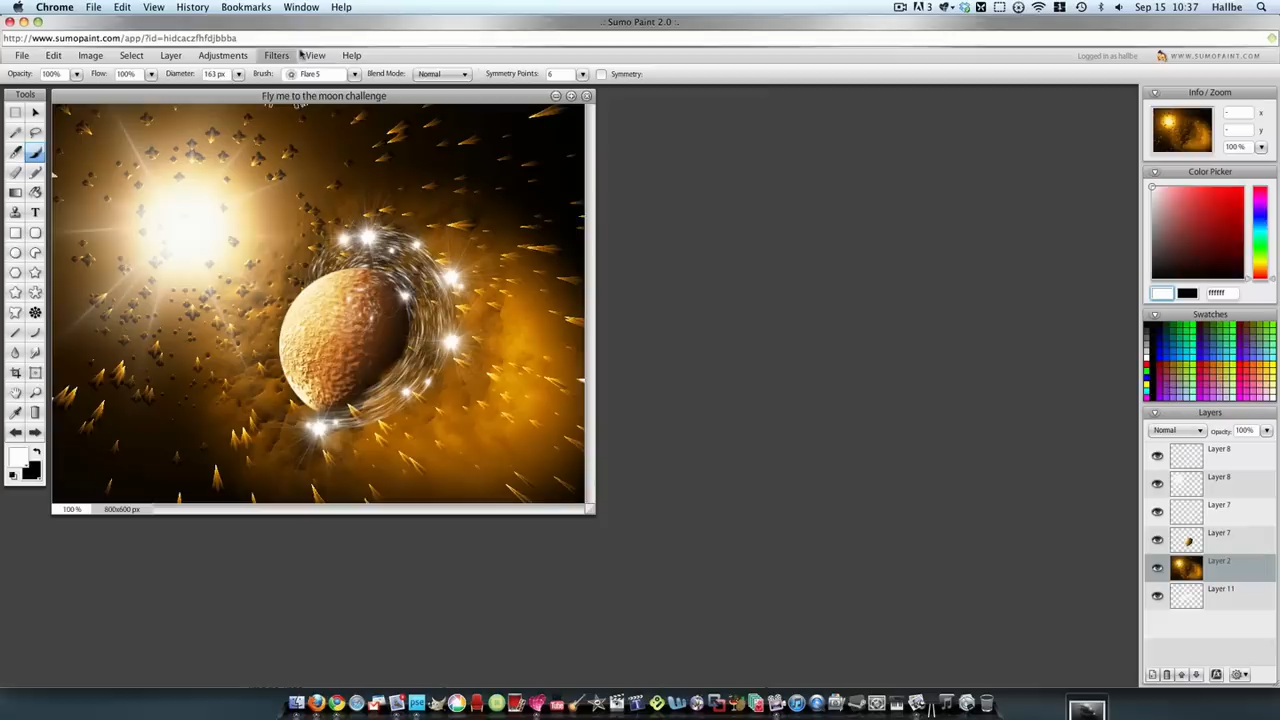 Chrome File Edit View History Bookmarks Window Help
3 Sep 15 10:37 Hallbe
.: Sumo Paint 2.0 :.
http://www.sumopaint.com/app/?id=hidcaczfhfdjbbba
File Edit Image Select Layer Adjustments Filters View Help Logged in as hallbe WWW.SUMOPAINT.COM
Opacity: 100% Flow: 100% Diameter: 163 px Brush: Flare 5 Blend Mode: Normal Symmetry Points: 6 Symmetry:
Tools
Fly me to the moon challenge
Info / Zoom
- x
- y
100 %
Color Picker
ffffff
Swatches
Layers
Normal Opacity: 100%
Layer 8
Layer 8
Layer 7
Layer 7
Layer 2
Layer 11
100 % 800x600 px